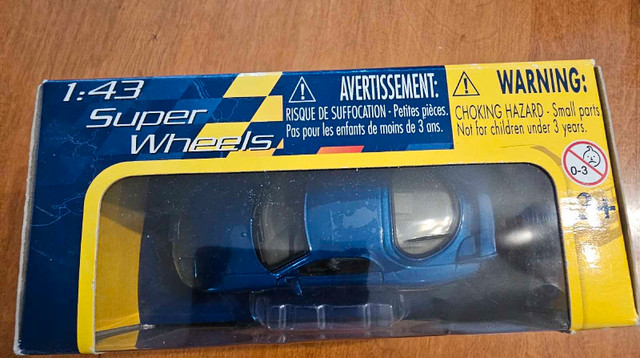 1:43
Super
Wheels
AVERTISSEMENT:
RISQUE DE SUFFOCATION - Petites pièces.
Pas pour les enfants de moins de 3 ans.
WARNING:
CHOKING HAZARD - Small parts
Not for children under 3 years.
0-3
3+